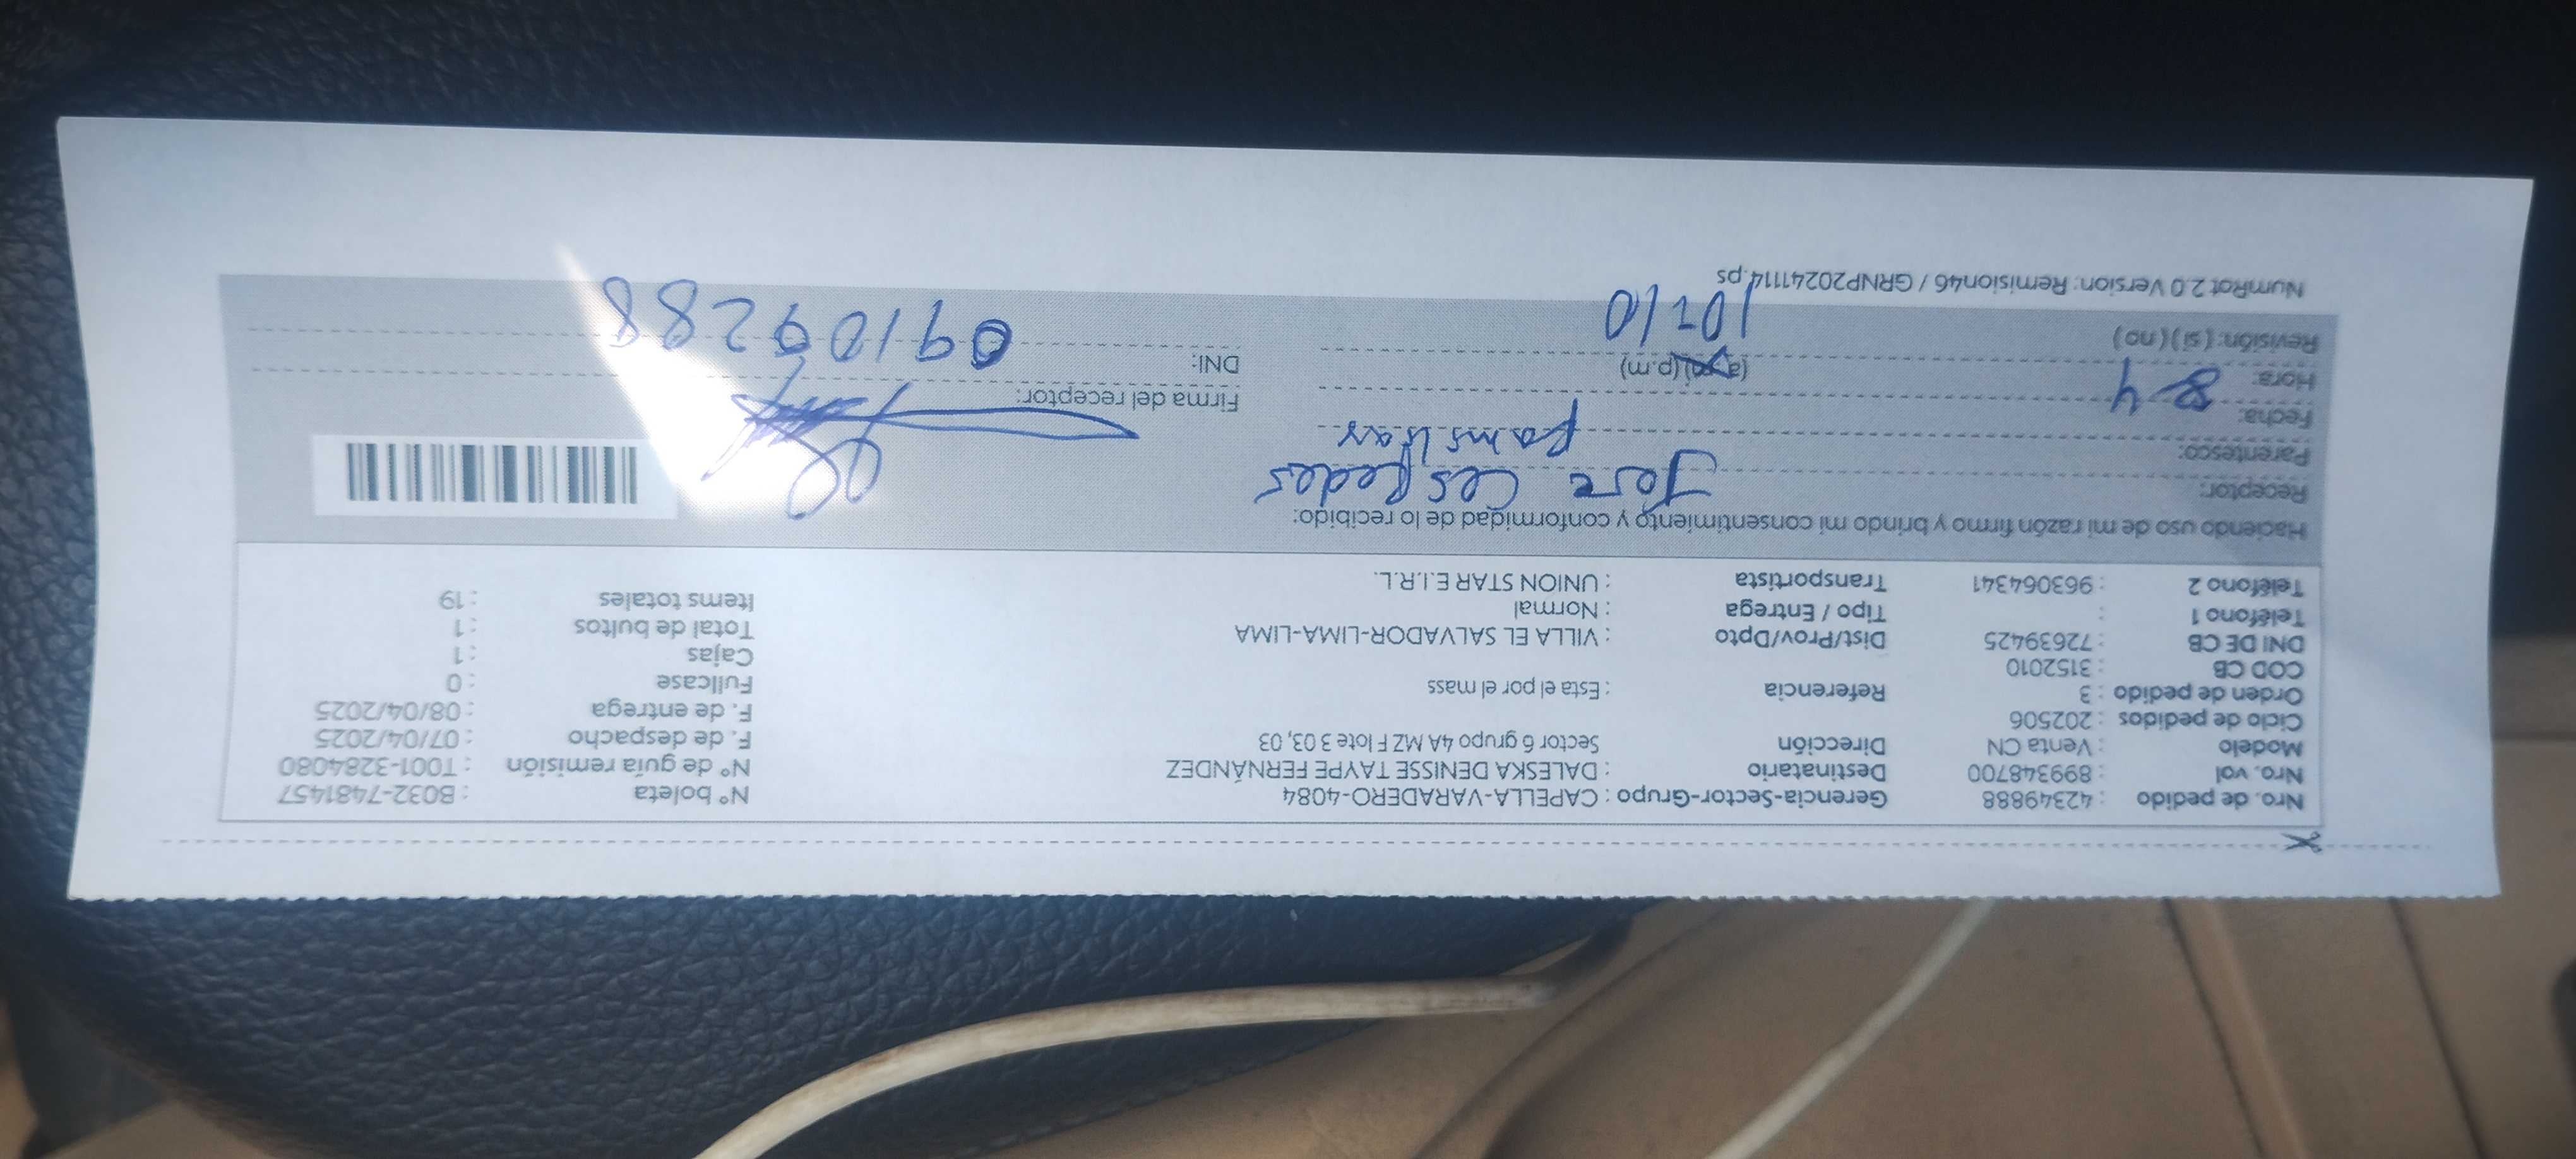 Nro. de pedido : 42349888 Gerencia-Sector-Grupo : CAPELLA-VARADERO-4084 N° boleta : B032-7481457
Nro. vol : 899348700 Destinatario : DALESKA DENISSE TAYPE FERNÁNDEZ N° de guía remisión : T001-3284080
Modelo : Venta CN Dirección Sector 6 grupo 4A MZ F lote 3 03, 03 F. de despacho : 07/04/2025
Ciclo de pedidos : 202506 F. de entrega : 08/04/2025
Orden de pedido : 3 Referencia : Esta el por el mass Fullcase : 0
COD CB : 3152010 Cajas : 1
DNI DE CB : 72639425 Dist/Prov/Dpto : VILLA EL SALVADOR-LIMA-LIMA Total de bultos : 1
Teléfono 1 : Tipo / Entrega : Normal Items totales : 19
Teléfono 2 : 963064341 Transportista : UNION STAR E.I.R.L.
Haciendo uso de mi razón firmo y brindo mi consentimiento y conformidad de lo recibido:
Receptor: Jose Cespedes
Parentesco: familiar
Fecha: 8-4 Firma del receptor:
Hora: (a.m) (p.m) DNI: 09109288
Revisión: (si) (no) 10:10
NumRot 2.0 Version: Remision46 / GRNP20241114.ps